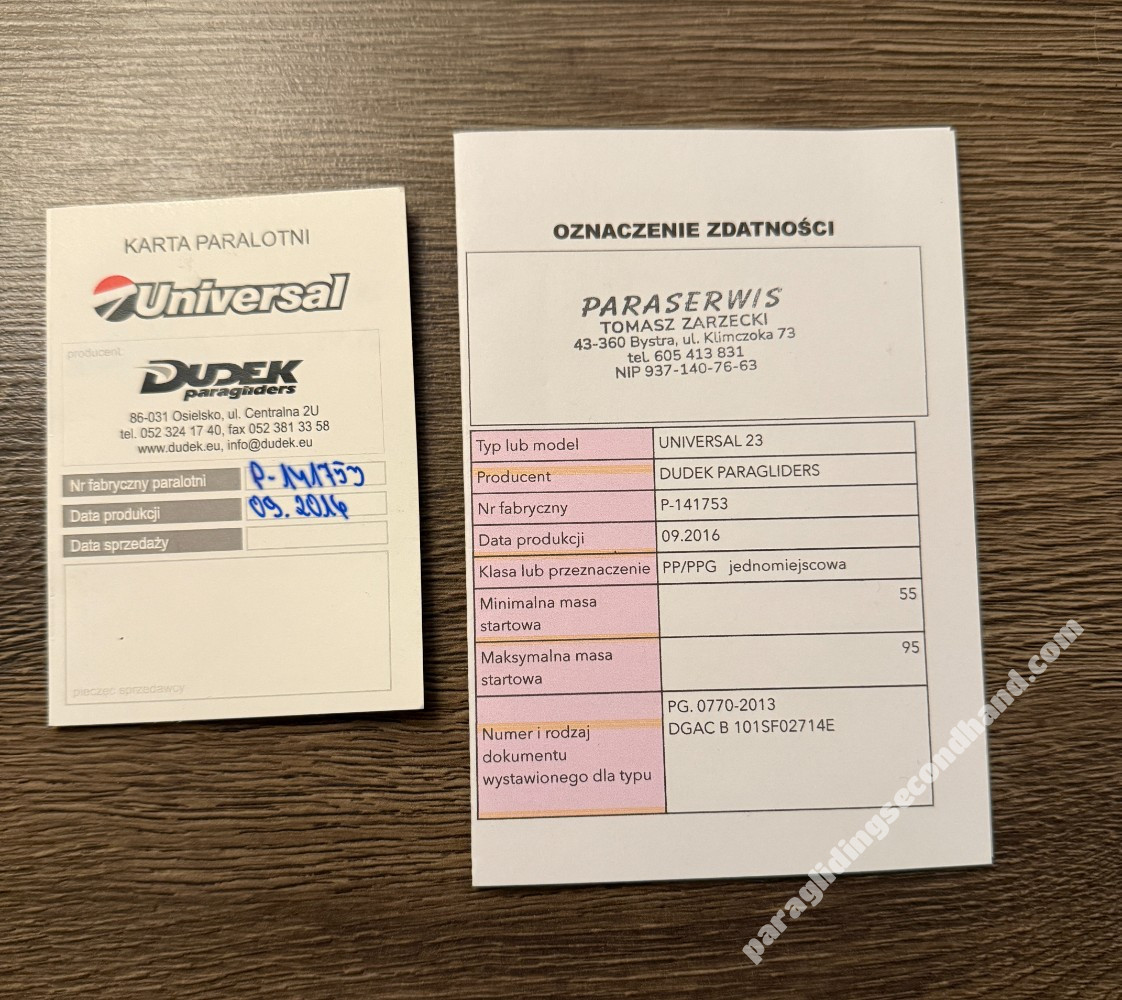 KARTA PARALOTNI
Universal
producent:
DUDEK
paragliders
86-031 Osielsko, ul. Centralna 2U
tel. 052 324 17 40, fax 052 381 33 58
www.dudek.eu, info@dudek.eu
Nr fabryczny paralotni P-141753
Data produkcji 09.2016
Data sprzedaży
pieczęć sprzedawcy
OZNACZENIE ZDATNOŚCI
PARASERWIS
TOMASZ ZARZECKI
43-360 Bystra, ul. Klimczoka 73
tel. 605 413 831
NIP 937-140-76-63
Typ lub model UNIVERSAL 23
Producent DUDEK PARAGLIDERS
Nr fabryczny P-141753
Data produkcji 09.2016
Klasa lub przeznaczenie PP/PPG jednomiejscowa
Minimalna masa 55
startowa
Maksymalna masa 95
startowa
PG. 0770-2013
DGAC B 101SF02714E
Numer i rodzaj
dokumentu
wystawionego dla typu
paraglidingsecondhand.com